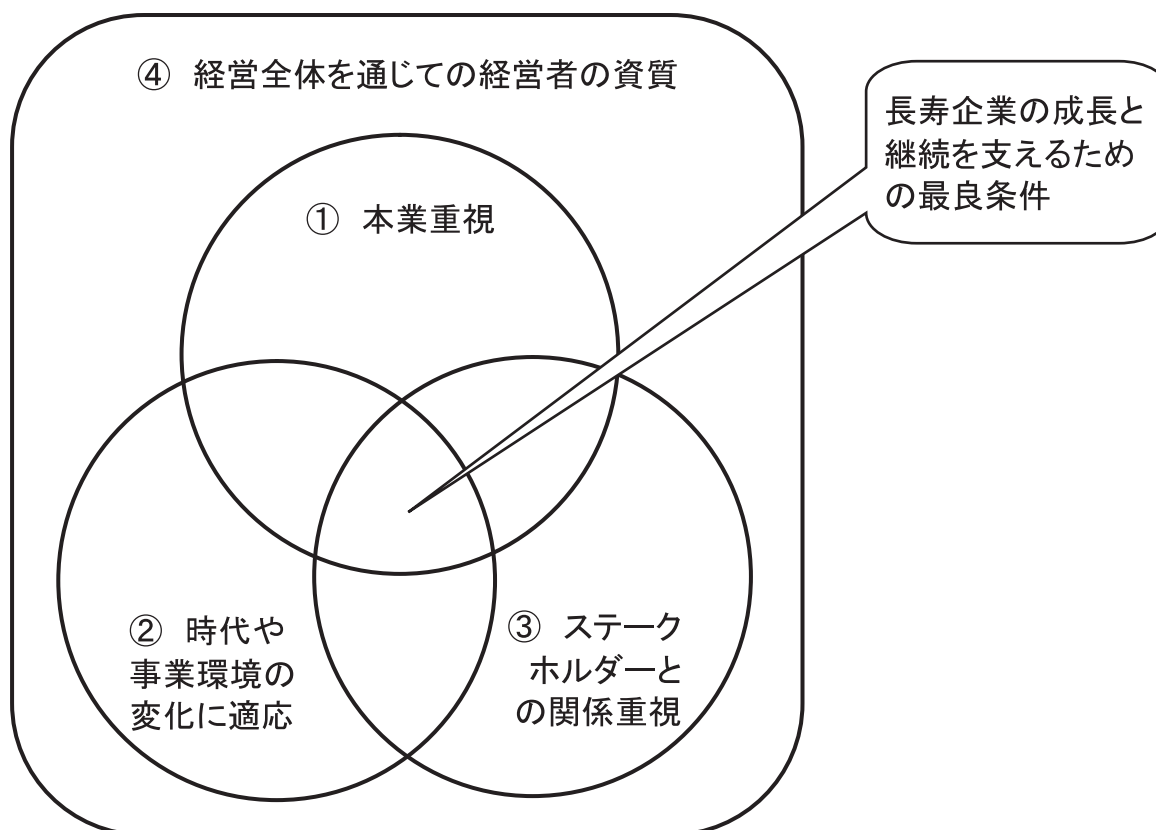 ④ 経営全体を通じての経営者の資質
長寿企業の成長と
継続を支えるため
の最良条件
① 本業重視
② 時代や
事業環境の
変化に適応
③ ステーク
ホルダーと
の関係重視